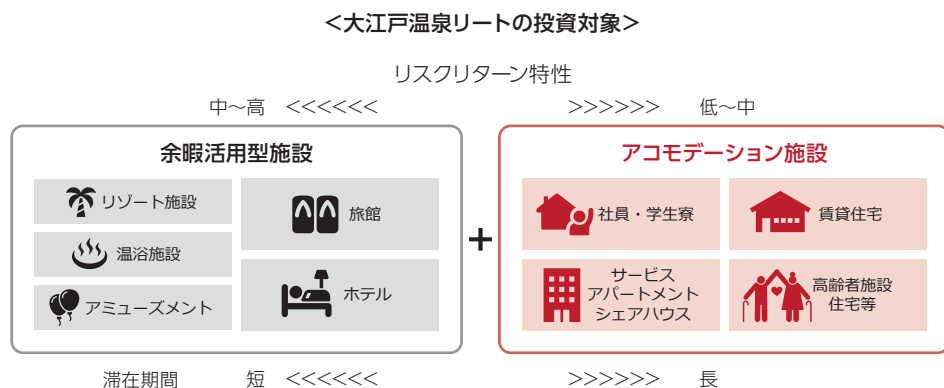 ＜大江戸温泉リートの投資対象＞
リスクリターン特性
中～高 <<<<<< >>>>>> 低～中
余暇活用型施設
リゾート施設
温浴施設
アミューズメント
旅館
ホテル
+
アコモデーション施設
社員・学生寮
賃貸住宅
サービス
アパートメント
シェアハウス
高齢者施設
住宅等
滞在期間 短 <<<<<< >>>>>> 長